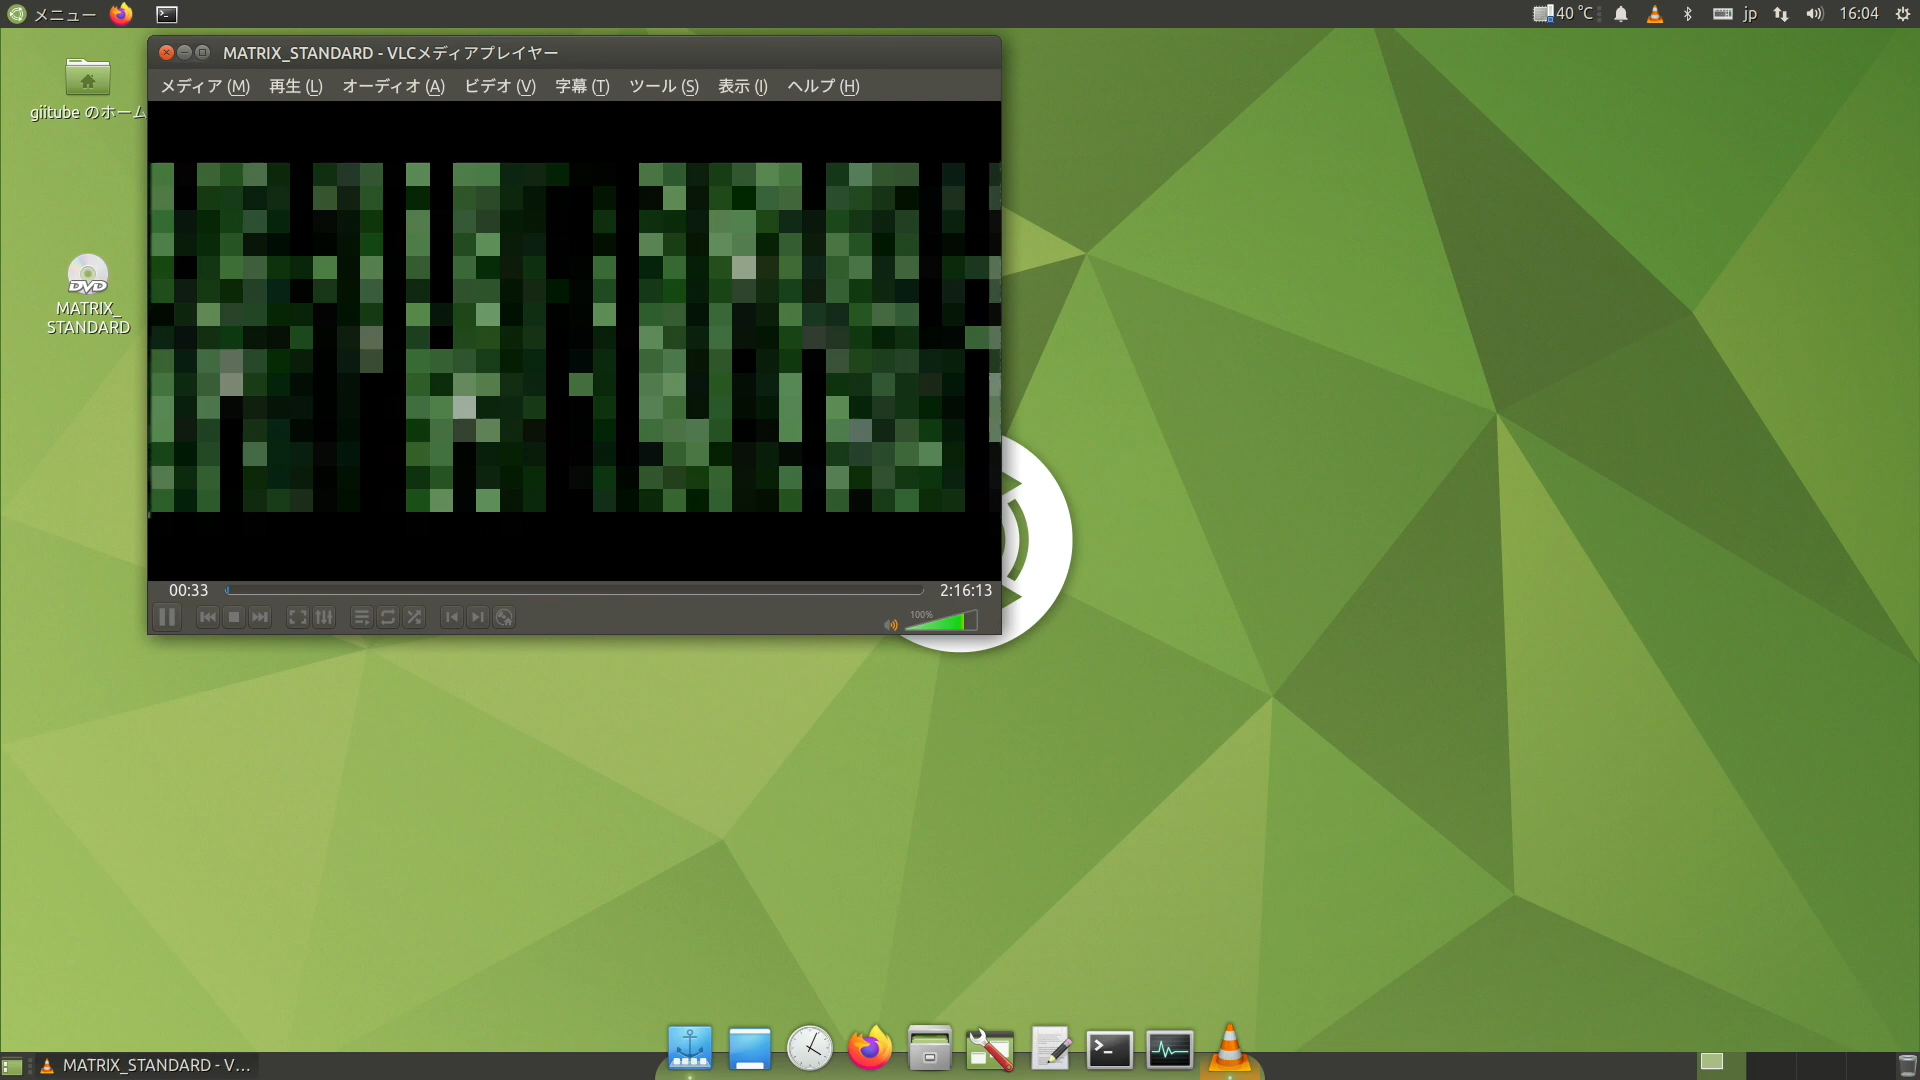 メニュー
40 ℃
jp
16:04
MATRIX_STANDARD - VLCメディアプレイヤー
メディア (M) 再生 (L) オーディオ (A) ビデオ (V) 字幕 (T) ツール (S) 表示 (I) ヘルプ (H)
giitube のホーム
DVD
MATRIX_
STANDARD
00:33
2:16:13
100%
MATRIX_STANDARD - V...